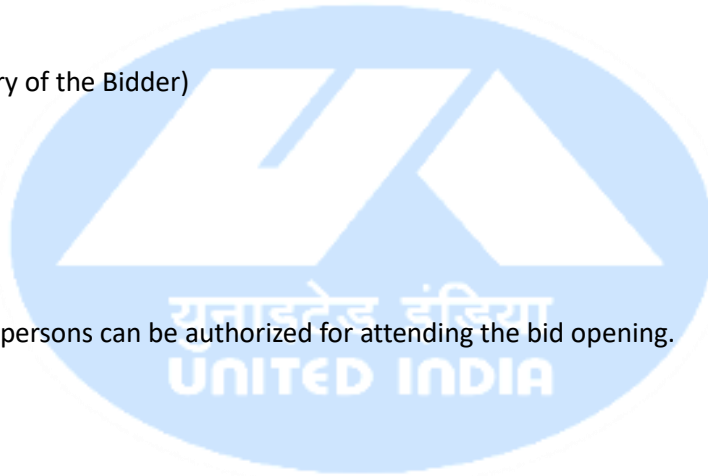 ry of the Bidder)
युनाइटेड इंडिया
persons can be authorized for attending the bid opening.
UNITED INDIA